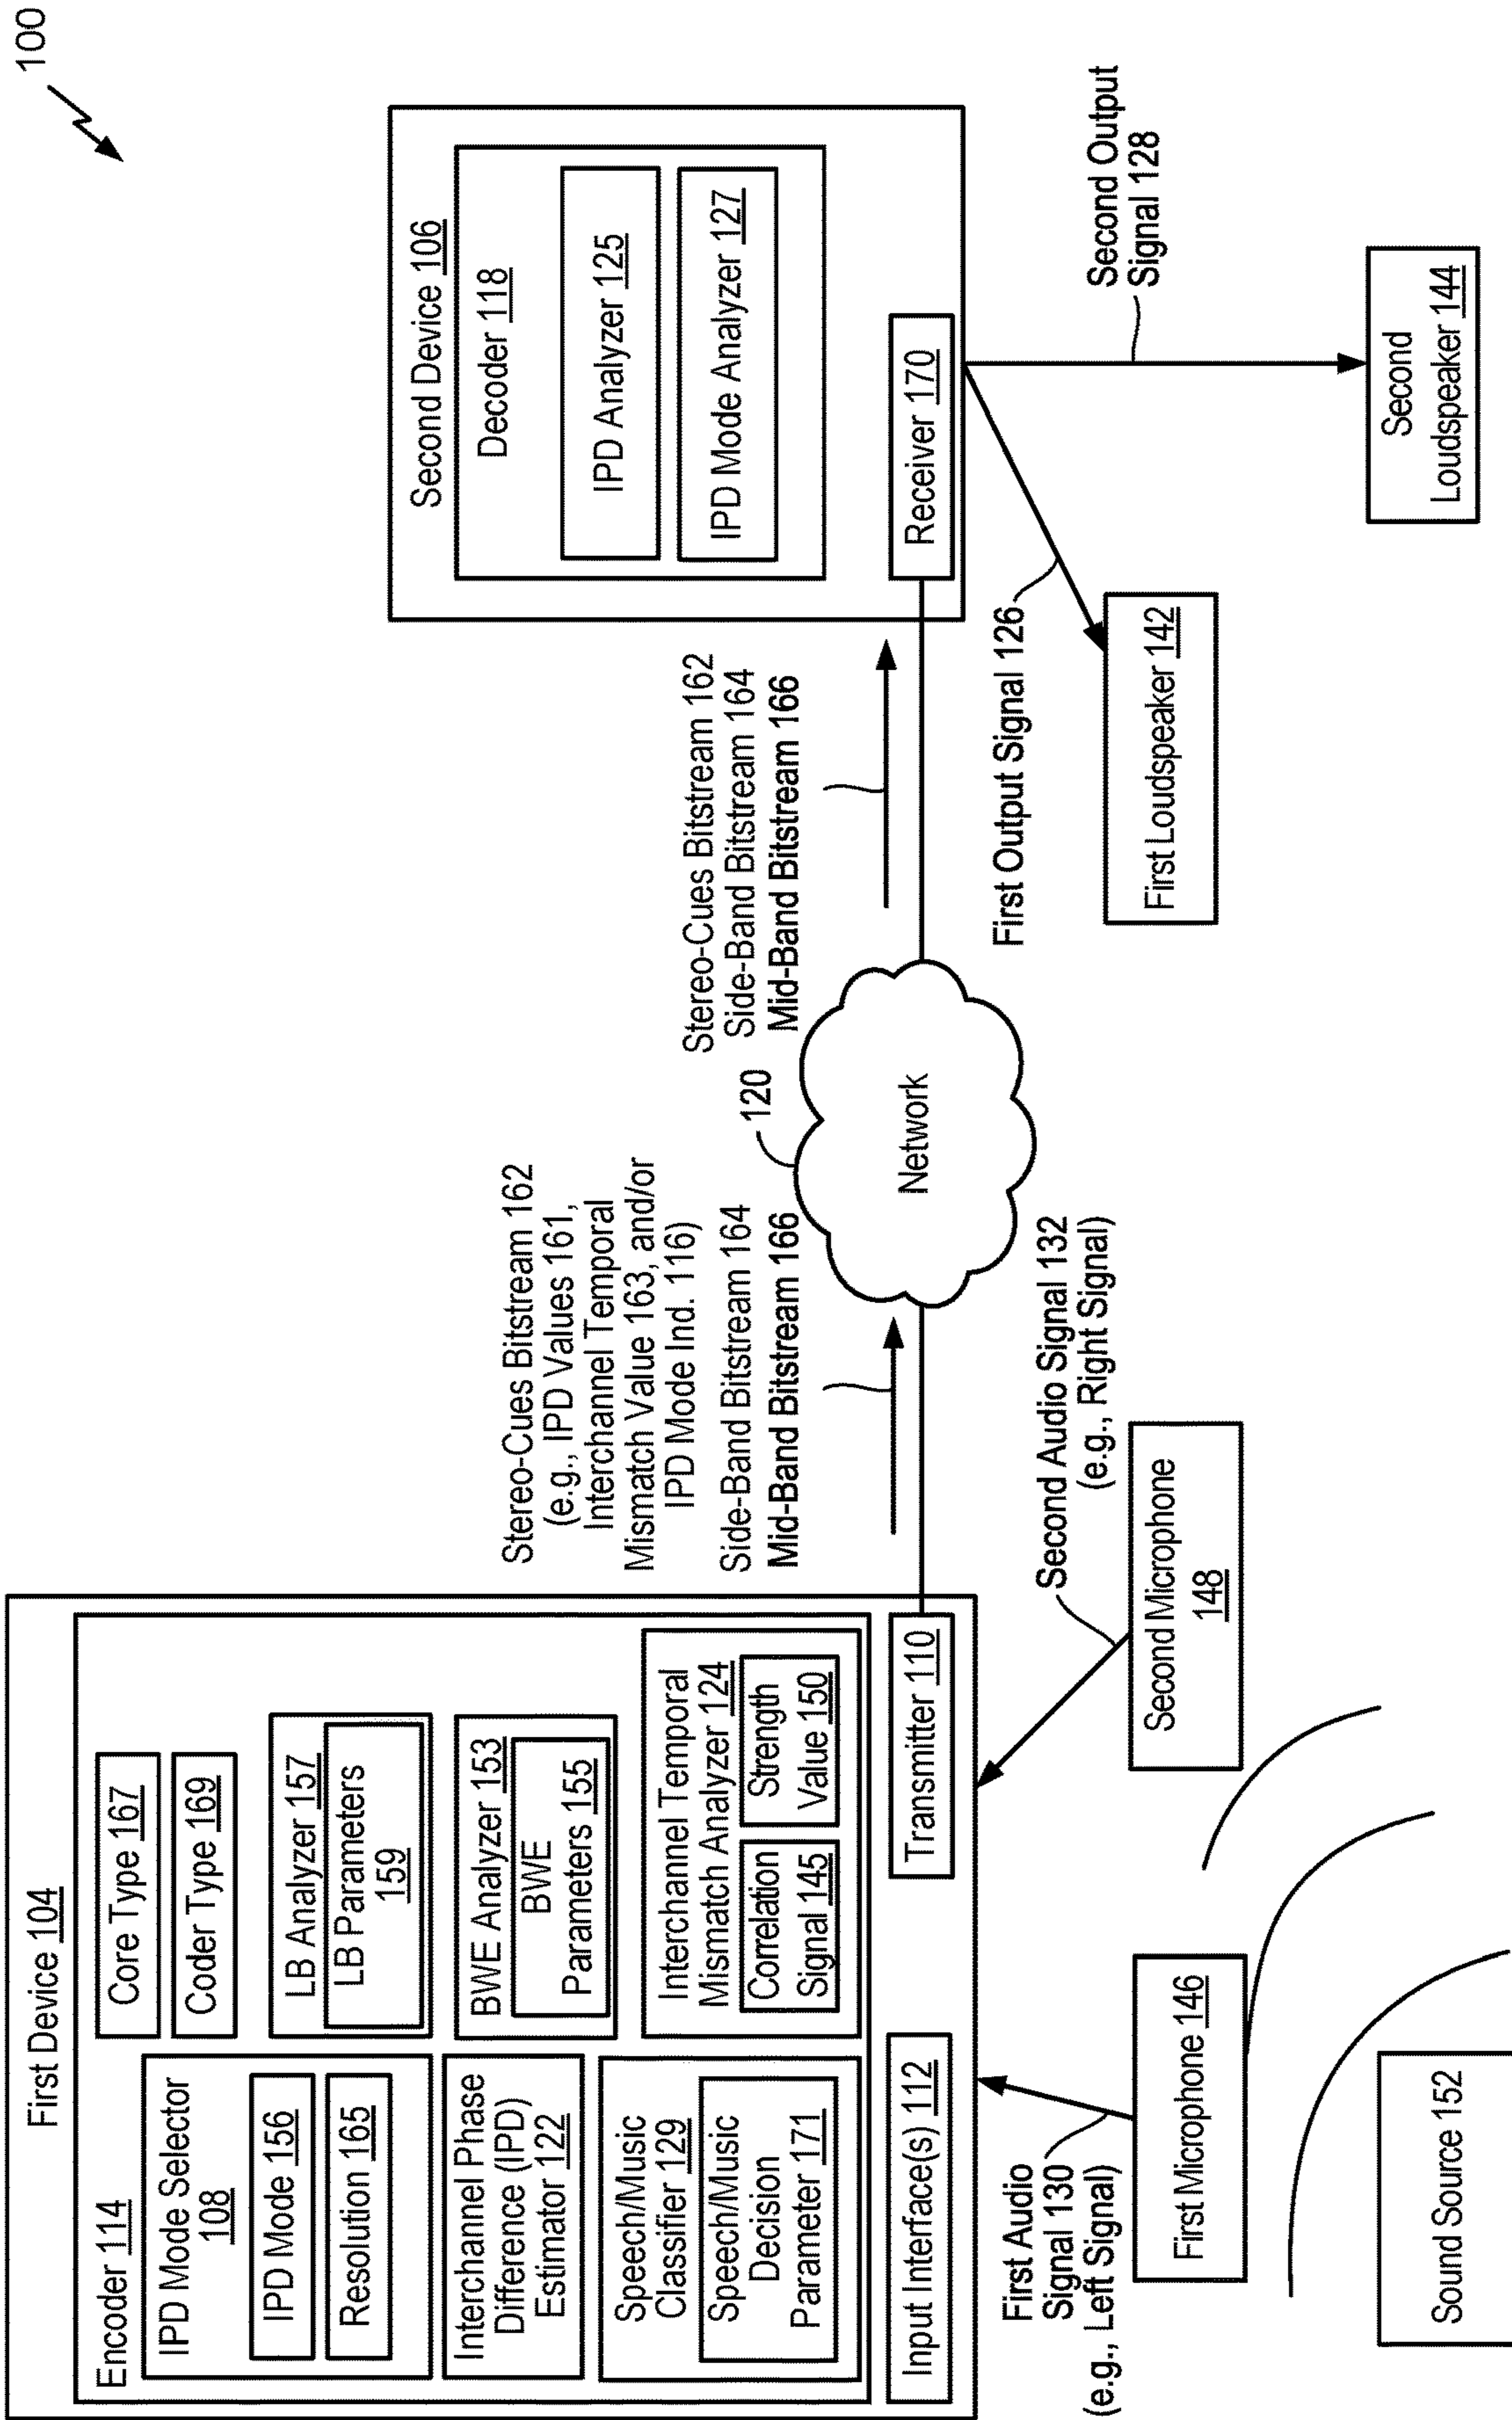 100
First Device 104
Encoder 114
IPD Mode Selector
108
IPD Mode 156
Resolution 165
Interchannel Phase
Difference (IPD)
Estimator 122
Speech/Music
Classifier 129
Speech/Music
Decision
Parameter 171
Core Type 167
Coder Type 169
LB Analyzer 157
LB Parameters
159
BWE Analyzer 153
BWE
Parameters 155
Interchannel Temporal
Mismatch Analyzer 124
Correlation
Signal 145
Strength
Value 150
Input Interface(s) 112
Transmitter 110
First Audio
Signal 130
(e.g., Left Signal)
First Microphone 146
Second Audio Signal 132
(e.g., Right Signal)
Second Microphone
148
Sound Source 152
Stereo-Cues Bitstream 162
(e.g., IPD Values 161,
Interchannel Temporal
Mismatch Value 163, and/or
IPD Mode Ind. 116)
Side-Band Bitstream 164
Mid-Band Bitstream 166
120
Network
Stereo-Cues Bitstream 162
Side-Band Bitstream 164
Mid-Band Bitstream 166
Second Device 106
Decoder 118
IPD Analyzer 125
IPD Mode Analyzer 127
Receiver 170
First Output Signal 126
First Loudspeaker 142
Second Output
Signal 128
Second
Loudspeaker 144